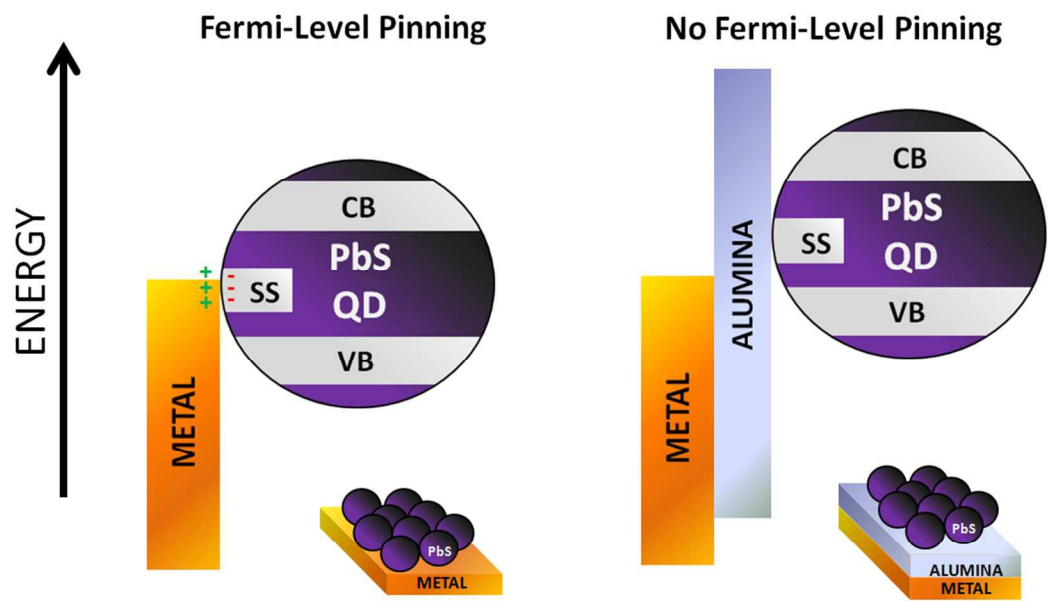 Fermi-Level Pinning
No Fermi-Level Pinning
ENERGY
METAL
+
+
+
-
-
-
SS
CB
PbS
QD
VB
PbS
METAL
METAL
ALUMINA
SS
CB
PbS
QD
VB
PbS
ALUMINA
METAL